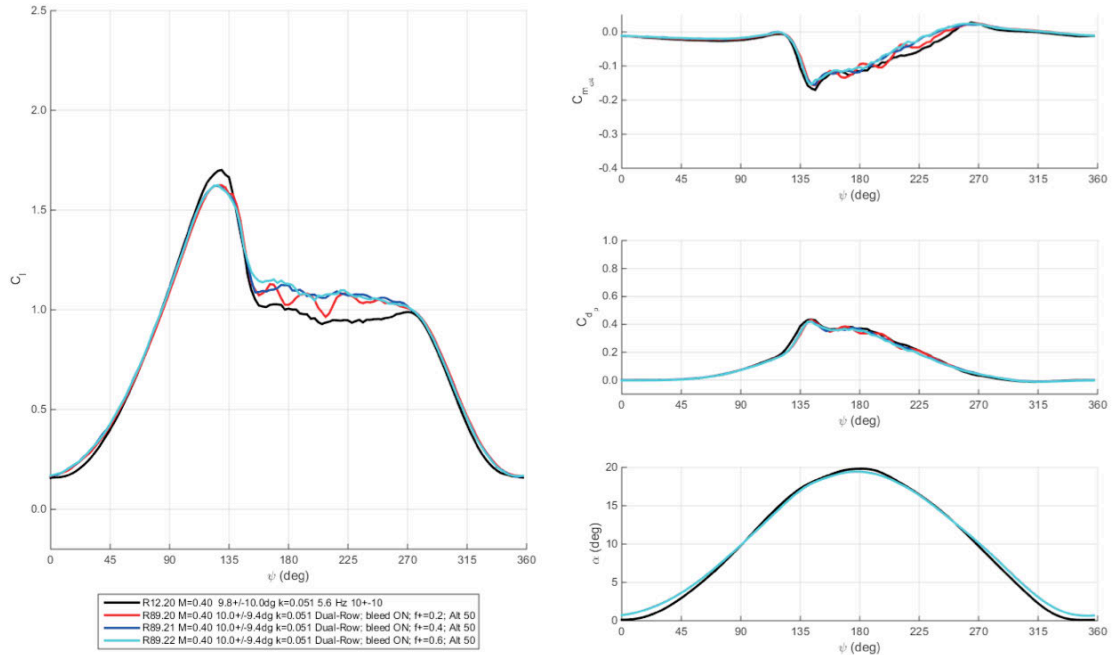 2.5
2.0
1.5
1.0
0.5
0.0
C_l
0 45 90 135 180 225 270 315 360
ψ (deg)
R12.20 M=0.40 9.8+/-10.0dg k=0.051 5.6 Hz 10+-10
R89.20 M=0.40 10.0+/-9.4dg k=0.051 Dual-Row; bleed ON; f+=0.2; Alt 50
R89.21 M=0.40 10.0+/-9.4dg k=0.051 Dual-Row; bleed ON; f+=0.4; Alt 50
R89.22 M=0.40 10.0+/-9.4dg k=0.051 Dual-Row; bleed ON; f+=0.6; Alt 50
0.0
-0.1
-0.2
-0.3
-0.4
C_m
0 45 90 135 180 225 270 315 360
ψ (deg)
1.0
0.8
0.6
0.4
0.2
0.0
C_d_p
0 45 90 135 180 225 270 315 360
ψ (deg)
20
15
10
5
0
α (deg)
0 45 90 135 180 225 270 315 360
ψ (deg)